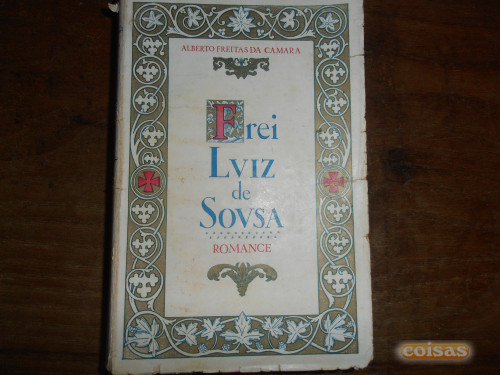 ALBERTO FREITAS DA CAMARA
Frei
LVIZ
de
SOVSA
ROMANCE
coisas